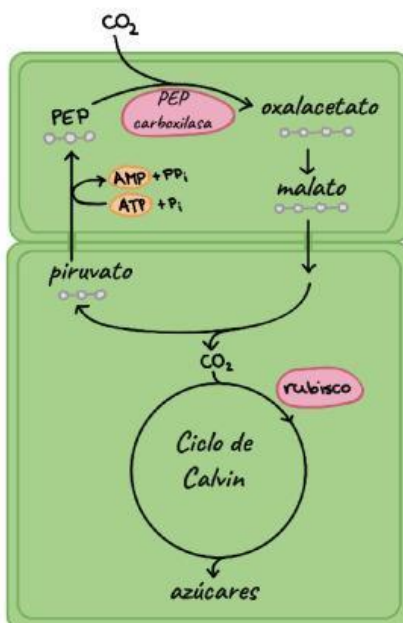 CO₂
PEP
PEP
carboxilasa
oxalacetato
AMP + PPi
ATP + Pi
malato
piruvato
CO₂
rubisco
Ciclo de
Calvin
azúcares